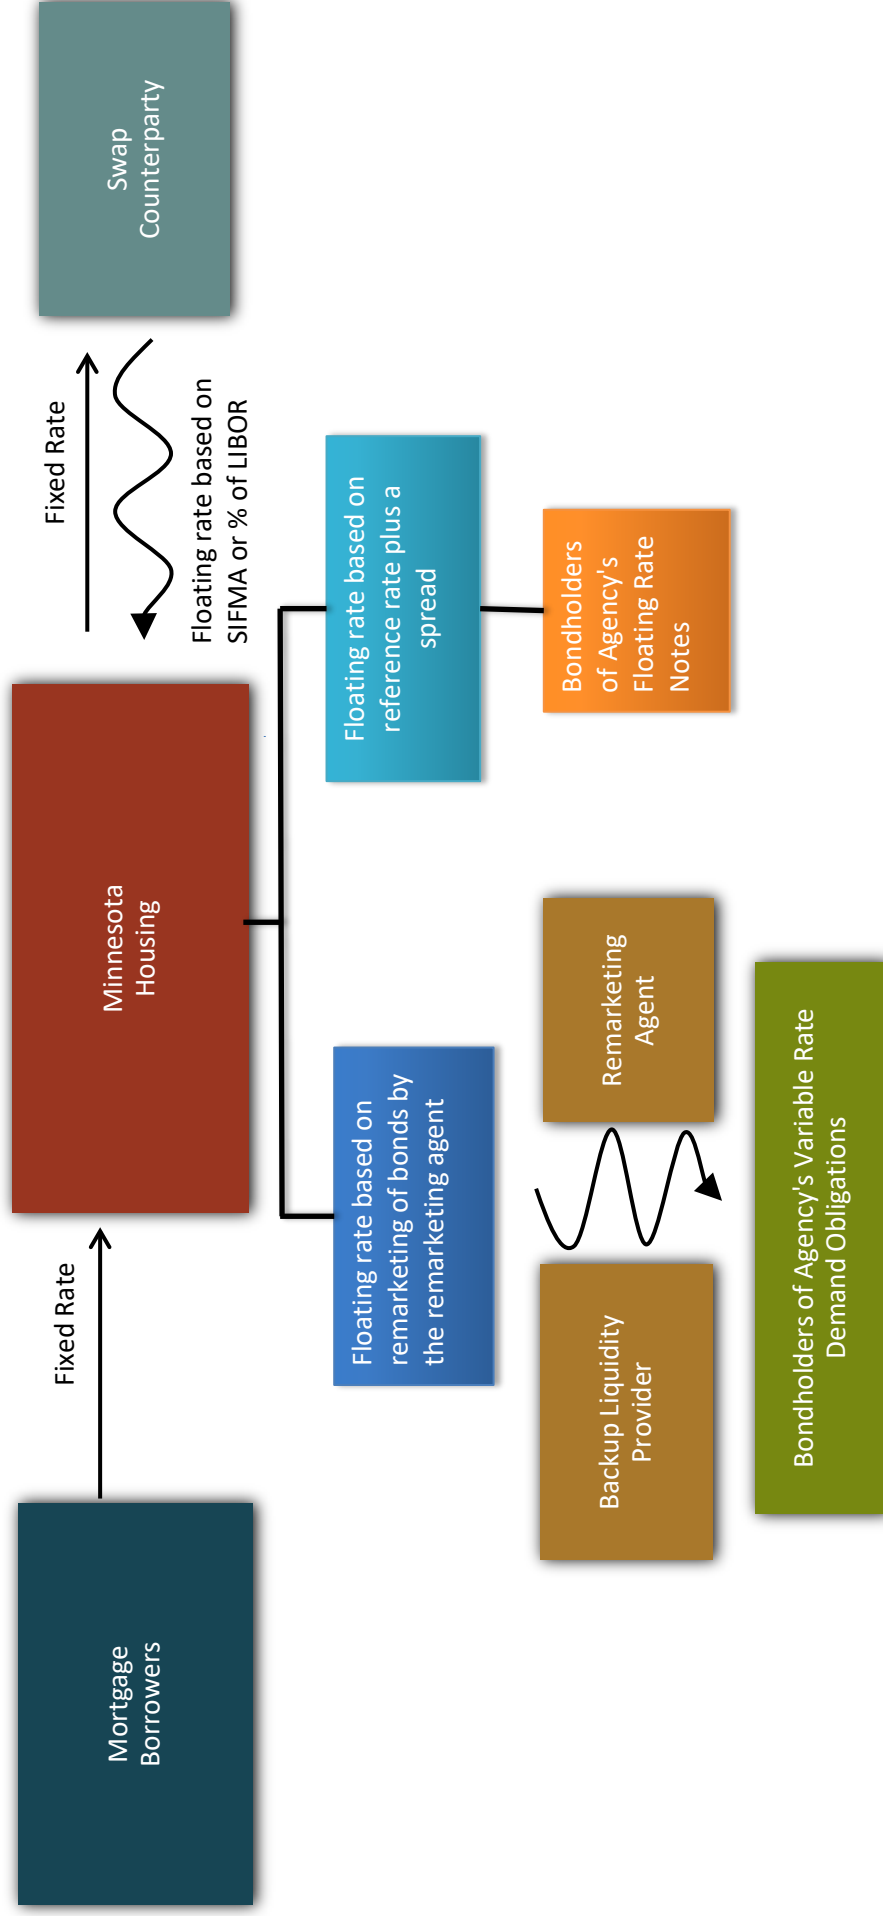 Mortgage
Borrowers
Fixed Rate
Minnesota
Housing
Fixed Rate
Floating rate based on
SIFMA or % of LIBOR
Swap
Counterparty
Floating rate based on
remarketing of bonds by
the remarketing agent
Floating rate based on
reference rate plus a
spread
Backup Liquidity
Provider
Remarketing
Agent
Bondholders
of Agency's
Floating Rate
Notes
Bondholders of Agency's Variable Rate
Demand Obligations